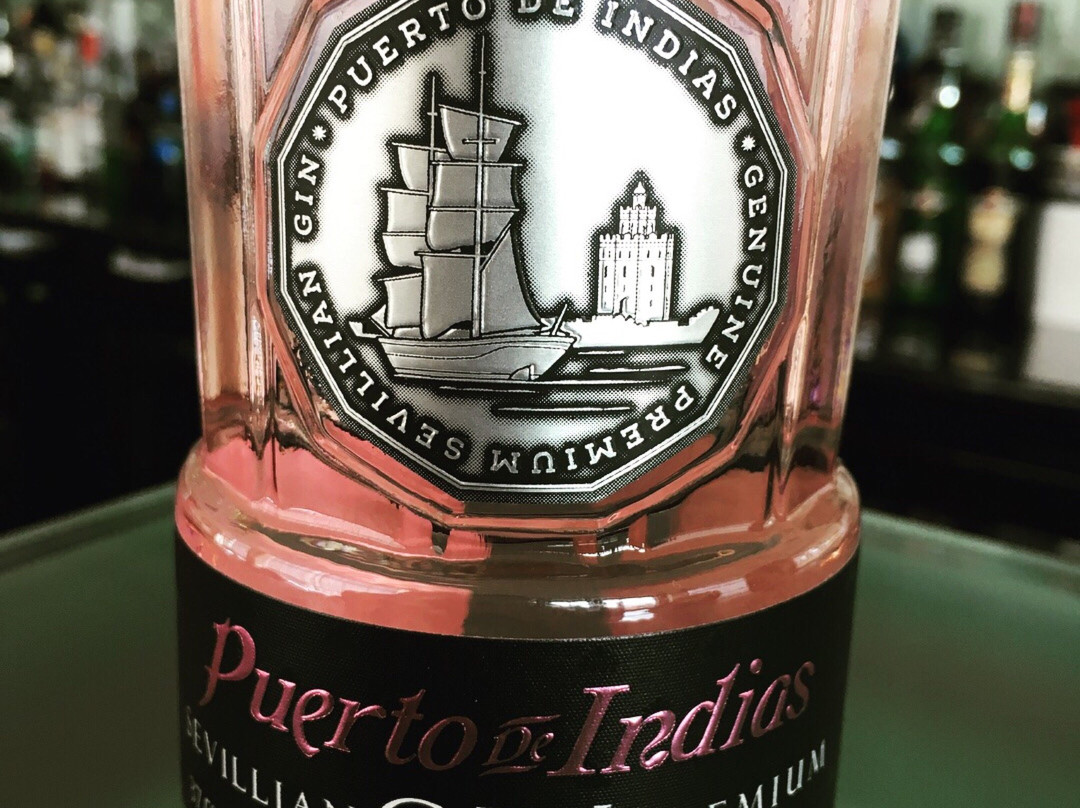 PUERTO DE INDIAS * GENUINE PREMIUM SEVILLIAN GIN *
Puerto De Indias
SEVILLIAN PREMIUM